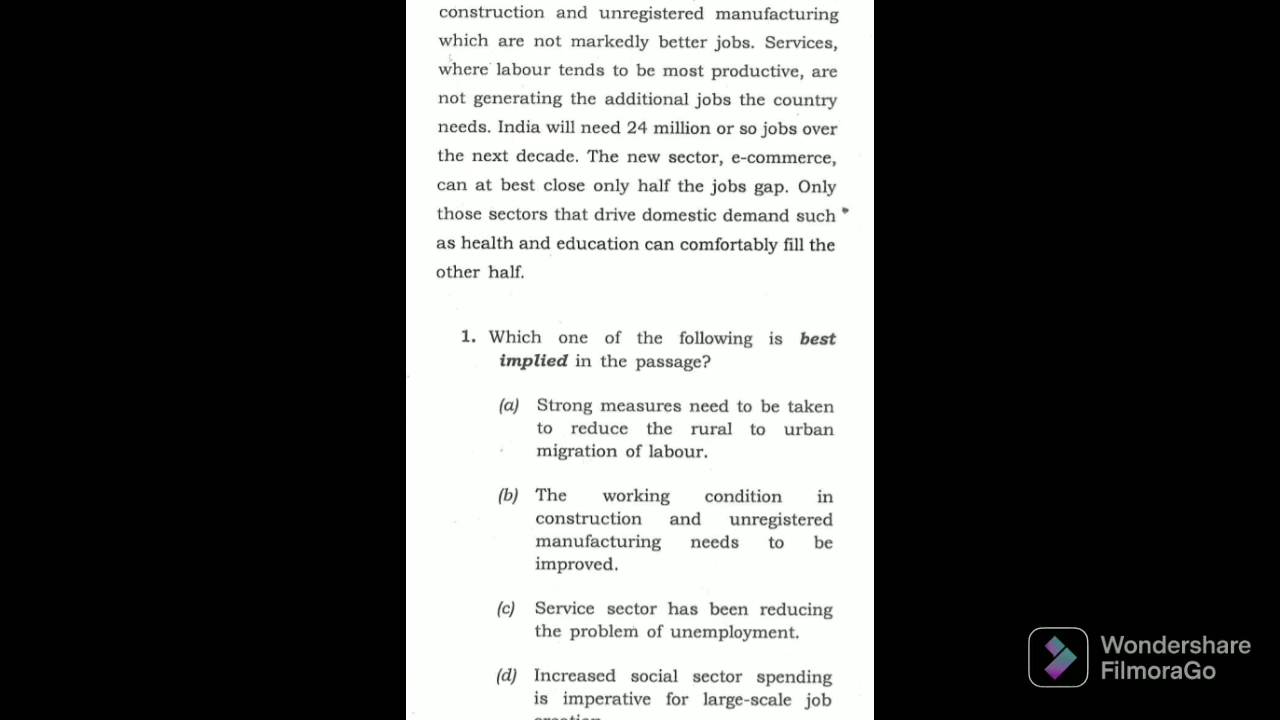 construction and unregistered manufacturing
which are not markedly better jobs. Services,
where labour tends to be most productive, are
not generating the additional jobs the country
needs. India will need 24 million or so jobs over
the next decade. The new sector, e-commerce,
can at best close only half the jobs gap. Only
those sectors that drive domestic demand such
as health and education can comfortably fill the
other half.
1. Which one of the following is best
implied in the passage?
(a) Strong measures need to be taken
to reduce the rural to urban
migration of labour.
(b) The working condition in
construction and unregistered
manufacturing needs to be
improved.
(c) Service sector has been reducing
the problem of unemployment.
(d) Increased social sector spending
is imperative for large-scale job
Wondershare
FilmoraGo